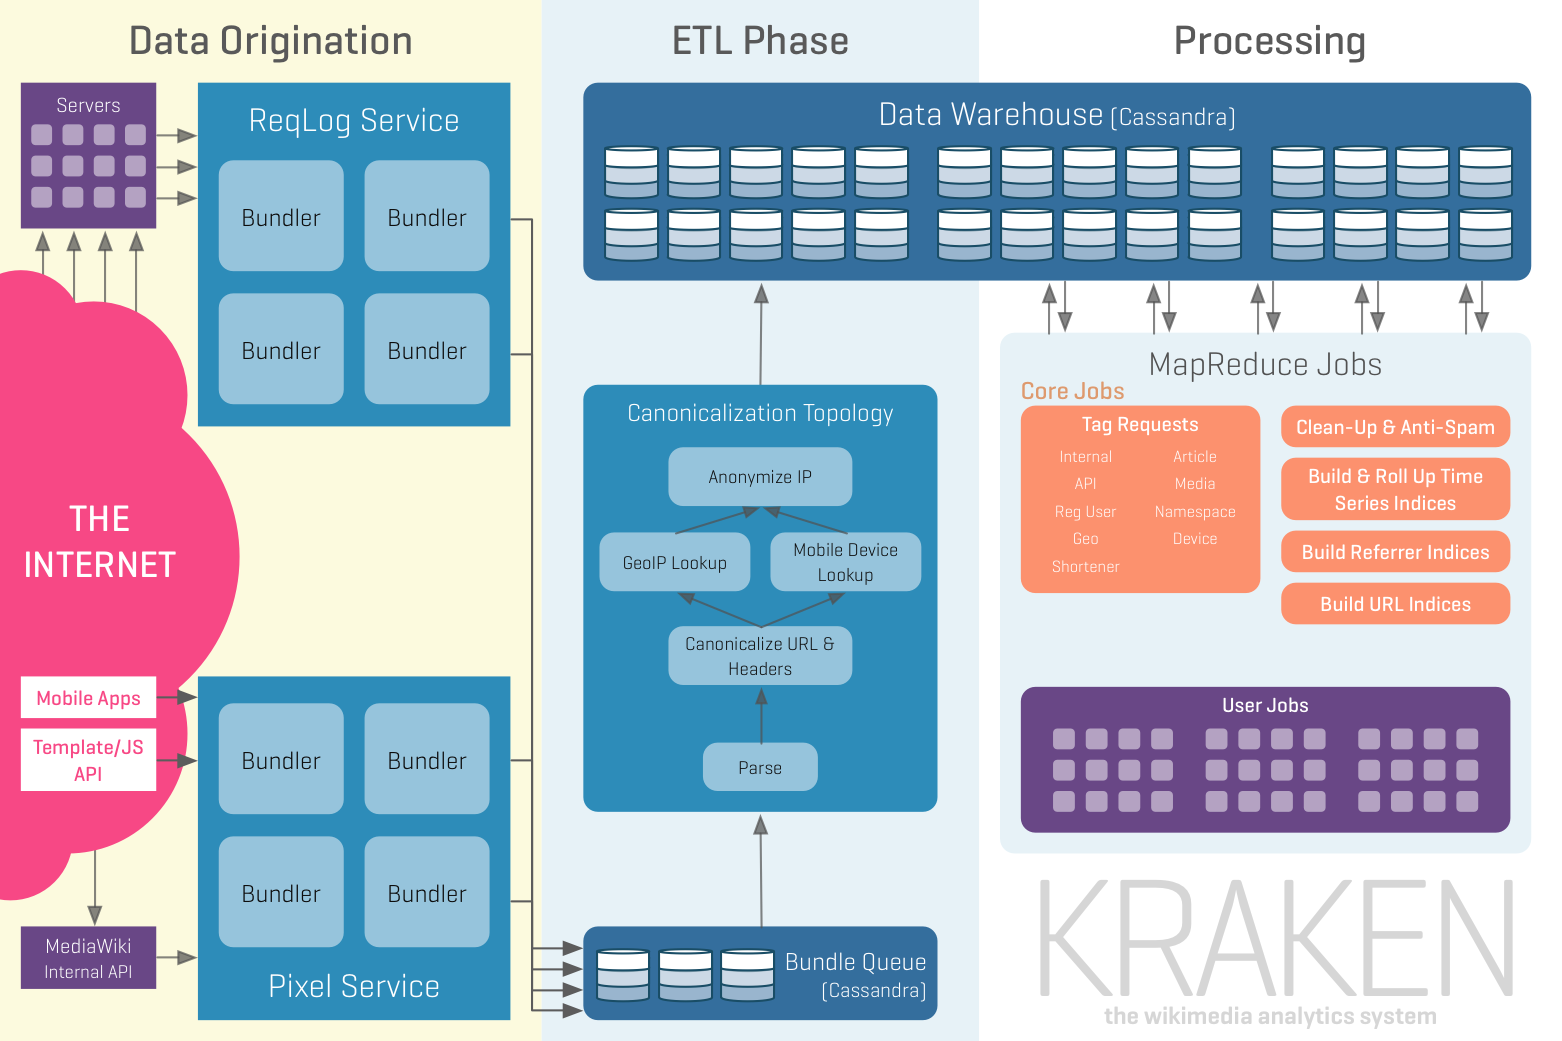 Data Origination
ETL Phase
Processing
Servers
ReqLog Service
Bundler
Bundler
Bundler
Bundler
THE
INTERNET
Mobile Apps
Template/JS
API
MediaWiki
Internal API
Bundler
Bundler
Bundler
Bundler
Pixel Service
Data Warehouse (Cassandra)
Canonicalization Topology
Anonymize IP
GeoIP Lookup
Mobile Device
Lookup
Canonicalize URL &
Headers
Parse
Bundle Queue
(Cassandra)
MapReduce Jobs
Core Jobs
Tag Requests
Internal
Article
API
Media
Reg User
Namespace
Geo
Device
Shortener
Clean-Up & Anti-Spam
Build & Roll Up Time
Series Indices
Build Referrer Indices
Build URL Indices
User Jobs
KRAKEN
the wikimedia analytics system